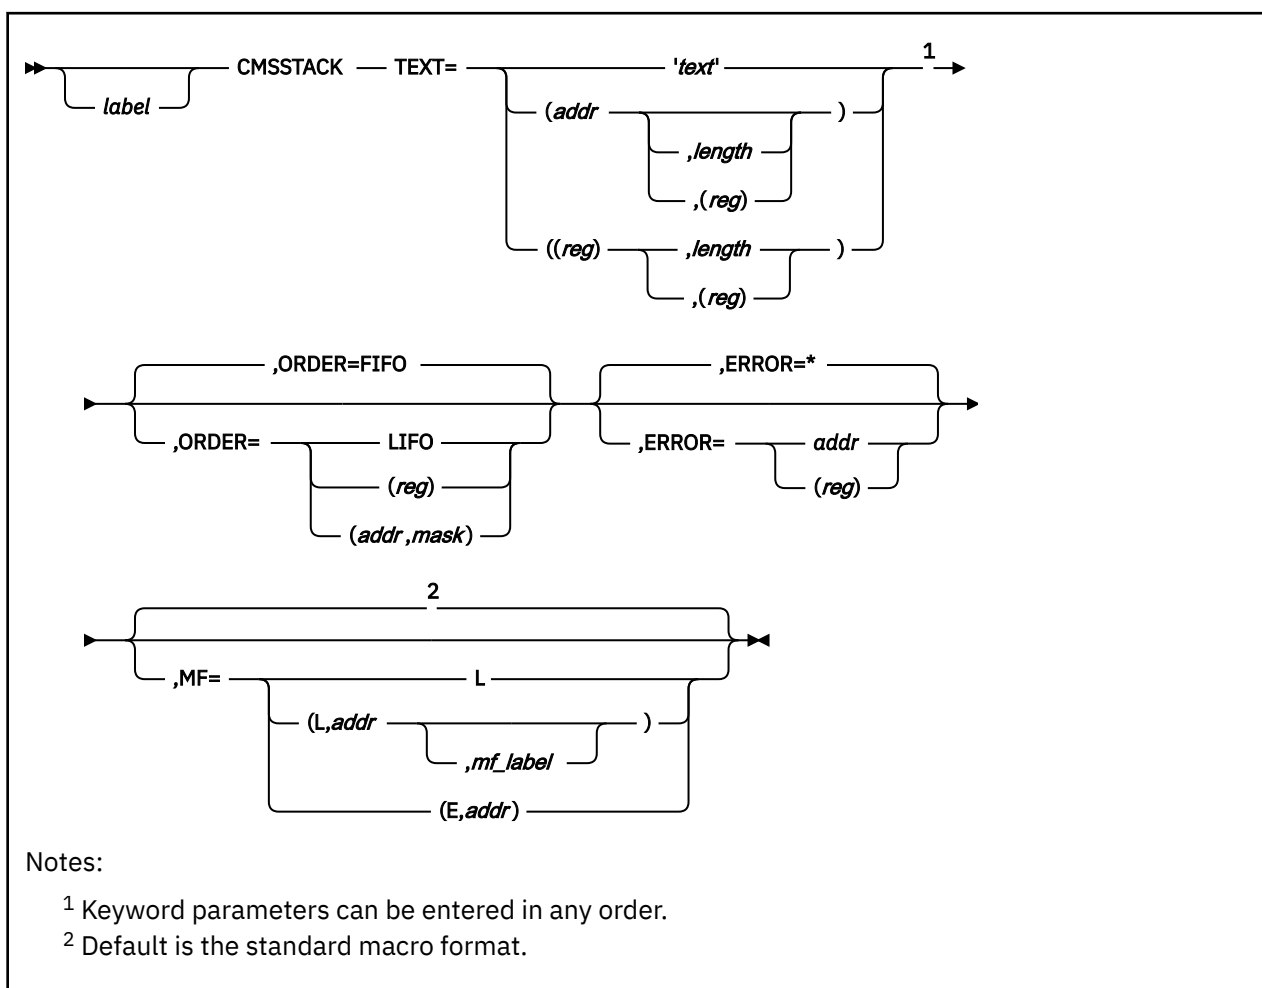 1
CMSSTACK TEXT= 'text'
label
(addr )
,length
,(reg)
((reg) ,length )
,(reg)
,ORDER=FIFO ,ERROR=*
,ORDER= LIFO ,ERROR= addr
(reg) (reg)
(addr ,mask)
2
,MF= L
(L,addr )
,mf_label
(E,addr)
Notes:
1 Keyword parameters can be entered in any order.
2 Default is the standard macro format.